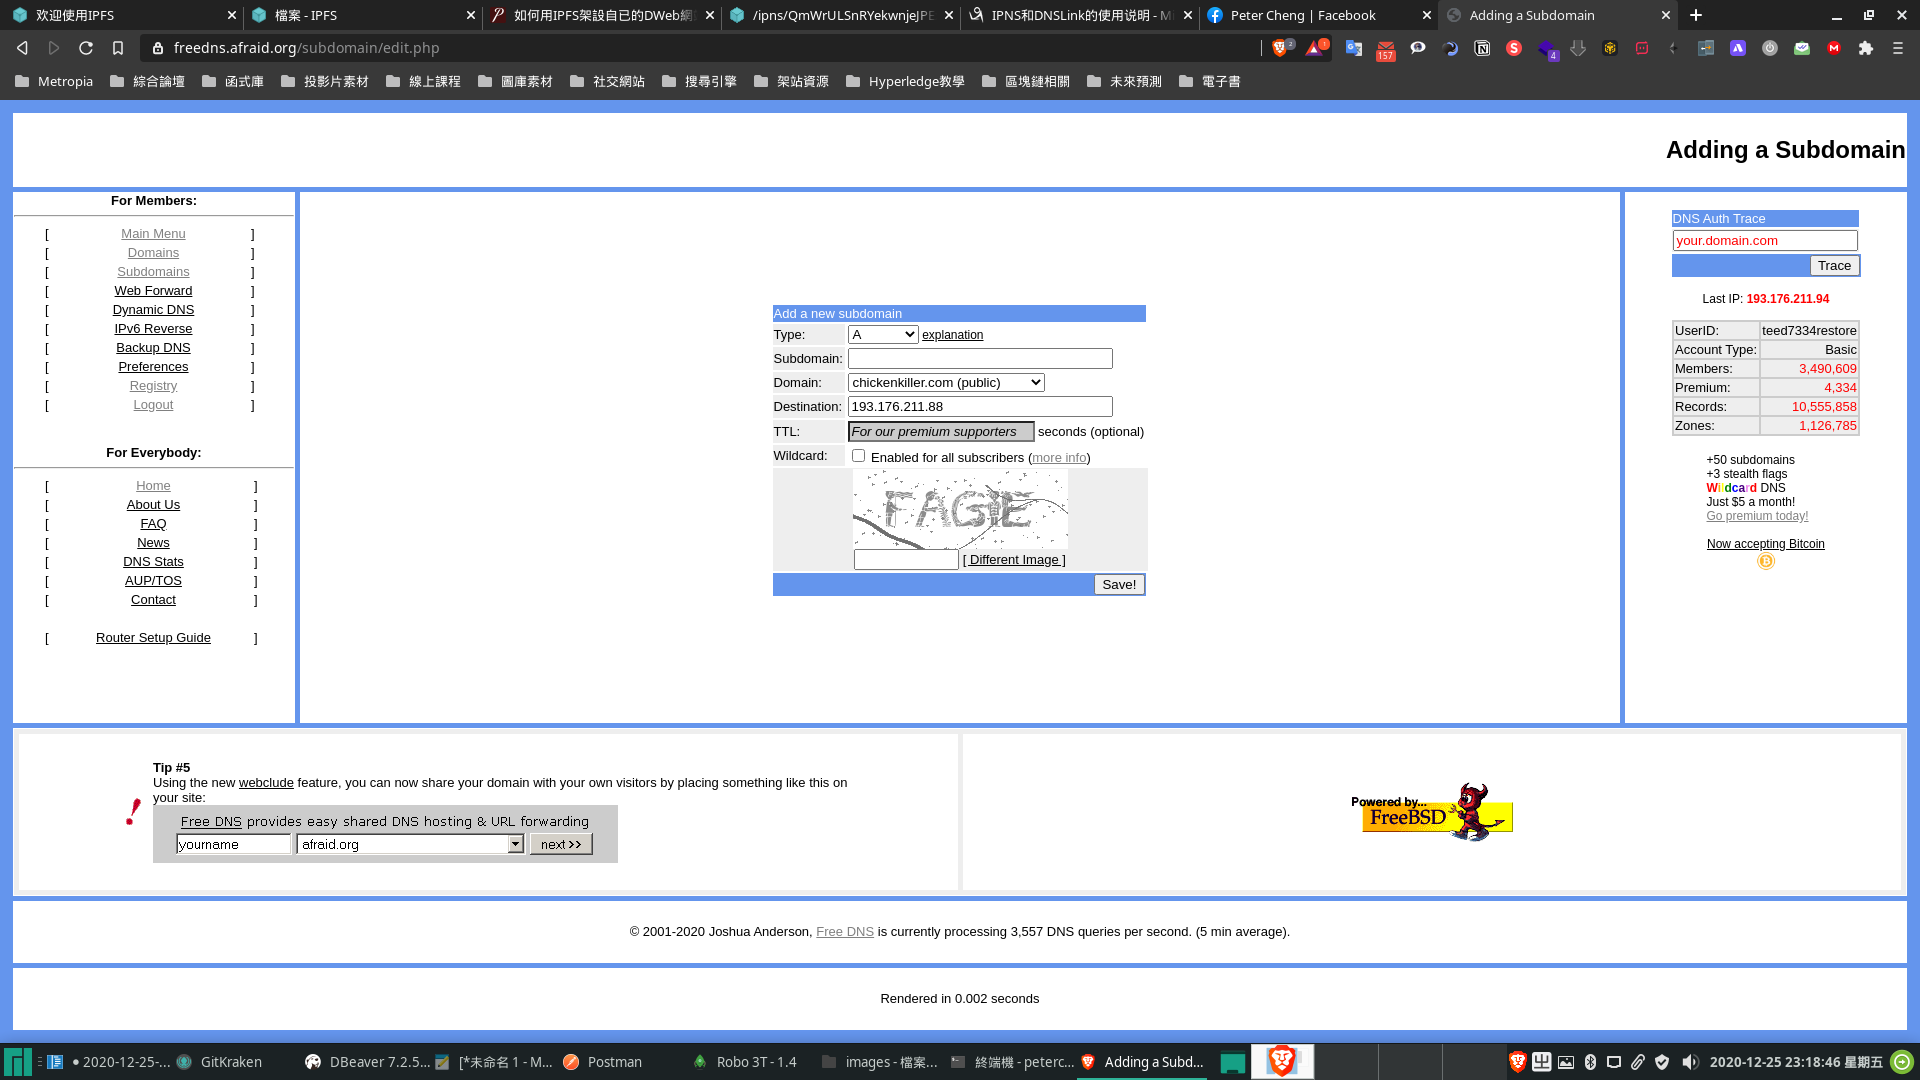 欢迎使用IPFS
檔案 - IPFS
如何用IPFS架設自已的DWeb網
/ipns/QmWrULSnRYekwnjeJPE
IPNS和DNSLink的使用说明 - M
Peter Cheng | Facebook
Adding a Subdomain
freedns.afraid.org/subdomain/edit.php
2
1
157
4
Metropia
綜合論壇
函式庫
投影片素材
線上課程
圖庫素材
社交網站
搜尋引擎
架站資源
Hyperledge教學
區塊鏈相關
未來預測
電子書
Adding a Subdomain
For Members:
[ Main Menu ]
[ Domains ]
[ Subdomains ]
[ Web Forward ]
[ Dynamic DNS ]
[ IPv6 Reverse ]
[ Backup DNS ]
[ Preferences ]
[ Registry ]
[ Logout ]
For Everybody:
[ Home ]
[ About Us ]
[ FAQ ]
[ News ]
[ DNS Stats ]
[ AUP/TOS ]
[ Contact ]
[ Router Setup Guide ]
Add a new subdomain
Type: A explanation
Subdomain:
Domain: chickenkiller.com (public)
Destination: 193.176.211.88
TTL: For our premium supporters seconds (optional)
Wildcard: Enabled for all subscribers (more info)
[ Different Image ]
Save!
DNS Auth Trace
your.domain.com
Trace
Last IP: 193.176.211.94
UserID: teed7334restore
Account Type: Basic
Members: 3,490,609
Premium: 4,334
Records: 10,555,858
Zones: 1,126,785
+50 subdomains
+3 stealth flags
Wildcard DNS
Just $5 a month!
Go premium today!
Now accepting Bitcoin
Tip #5
Using the new webclude feature, you can now share your domain with your own visitors by placing something like this on
your site:
Free DNS provides easy shared DNS hosting & URL forwarding
yourname afraid.org next >>
Powered by...
FreeBSD
© 2001-2020 Joshua Anderson, Free DNS is currently processing 3,557 DNS queries per second. (5 min average).
Rendered in 0.002 seconds
● 2020-12-25-...
GitKraken
DBeaver 7.2.5...
[*未命名 1 - M...
Postman
Robo 3T - 1.4
images - 檔案...
終端機 - peterc...
Adding a Subd...
2020-12-25 23:18:46 星期五